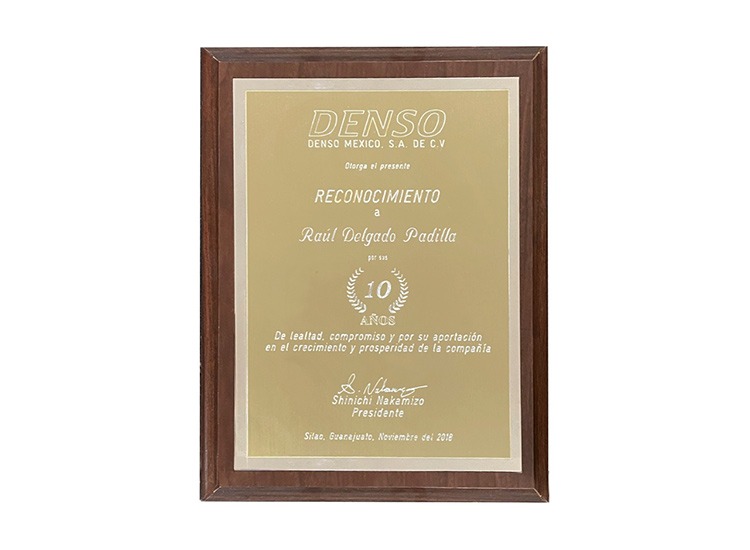 DENSO
DENSO MEXICO, S.A. DE C.V
Otorga el presente
RECONOCIMIENTO
a
Raúl Delgado Padilla
por sus
10
AÑOS
De lealtad, compromiso y por su aportación
en el crecimiento y prosperidad de la compañía
S. Nakamizo
Shinichi Nakamizo
Presidente
Silao, Guanajuato, Noviembre del 2018